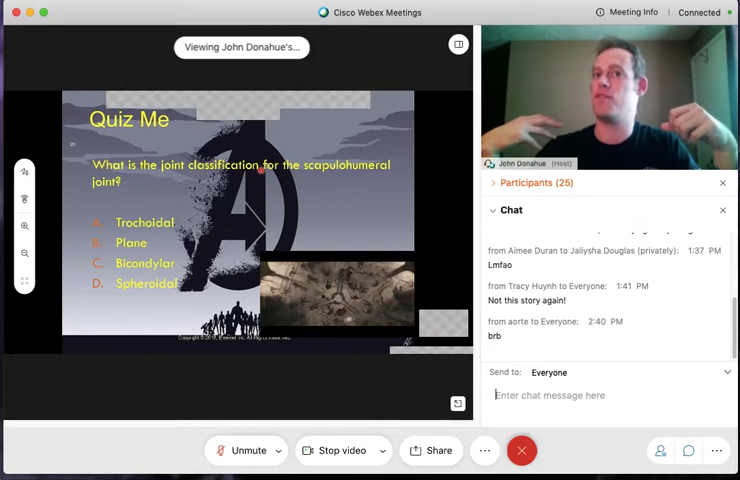 Cisco Webex Meetings
Meeting Info
Connected
Viewing John Donahue's...
Quiz Me
20
What is the joint classification for the scapulohumeral
joint?
A. Trochoidal
B. Plane
C. Bicondylar
D. Spheroidal
John Donahue (Host)
Participants (25)
Chat
from Aimee Duran to Jaliysha Douglas (privately): 1:37 PM
Lmfao
from Tracy Huynh to Everyone: 1:41 PM
Not this story again!
from aorte to Everyone: 2:40 PM
brb
Send to: Everyone
Enter chat message here
Unmute
Stop video
Share